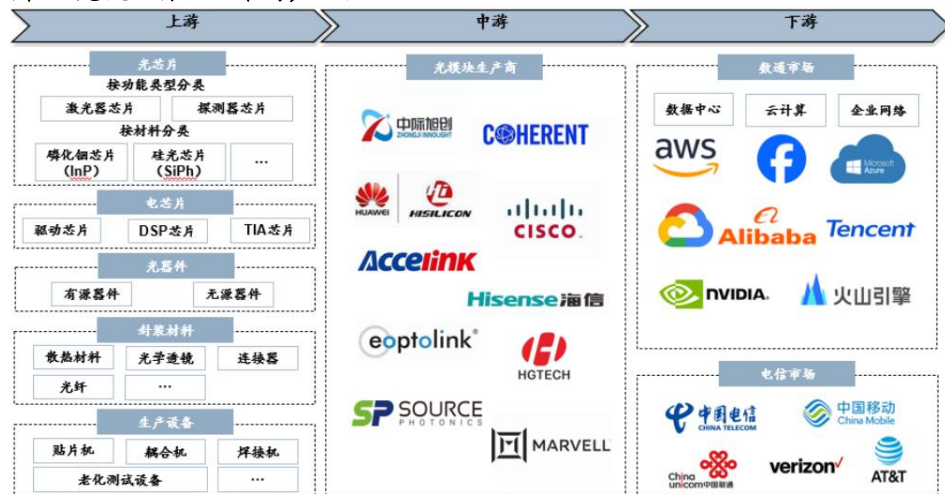 上游
中游
下游
光芯片
按功能类型分类
激光器芯片
探测器芯片
按材料分类
磷化铟芯片
(InP)
硅光芯片
(SiPh)
...
电芯片
驱动芯片
DSP芯片
TIA芯片
光器件
有源器件
无源器件
封装材料
散热材料
光学透镜
连接器
光纤
...
生产设备
贴片机
耦合机
焊接机
老化测试设备
...
光模块生产商
中际旭创
ZHONGJI INNOLIGHT
COHERENT
HUAWEI
HISILICON
CISCO
Accelink
Hisense海信
eoptolink®
HGTECH
SP SOURCE
PHOTONICS
MARVELL
数通市场
数据中心
云计算
企业网络
aws
Microsoft
Azure
Alibaba
Tencent
NVIDIA.
火山引擎
电信市场
中国电信
CHINA TELECOM
中国移动
China Mobile
China
unicom中国联通
verizon
AT&T